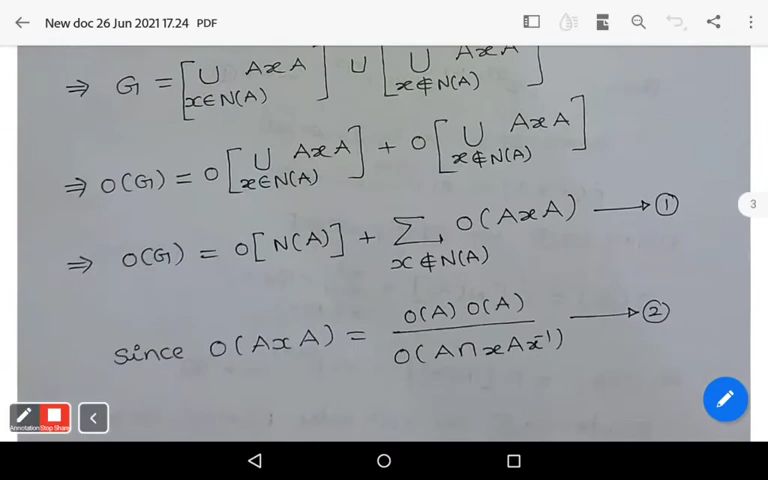 New doc 26 Jun 2021 17.24 PDF
⇒ G = [ ∪ AxA ] ∪ [ ∪ AxA ]
x∈N(A) x∉N(A)
⇒ O(G) = O [ ∪ AxA ] + O [ ∪ AxA ]
x∈N(A) x∉N(A)
⇒ O(G) = O[N(A)] + Σ O(AxA) → ①
x∉N(A)
3
since O(AxA) = O(A) O(A) / O(A∩xAx⁻¹) → ②
Annotation Stop Share